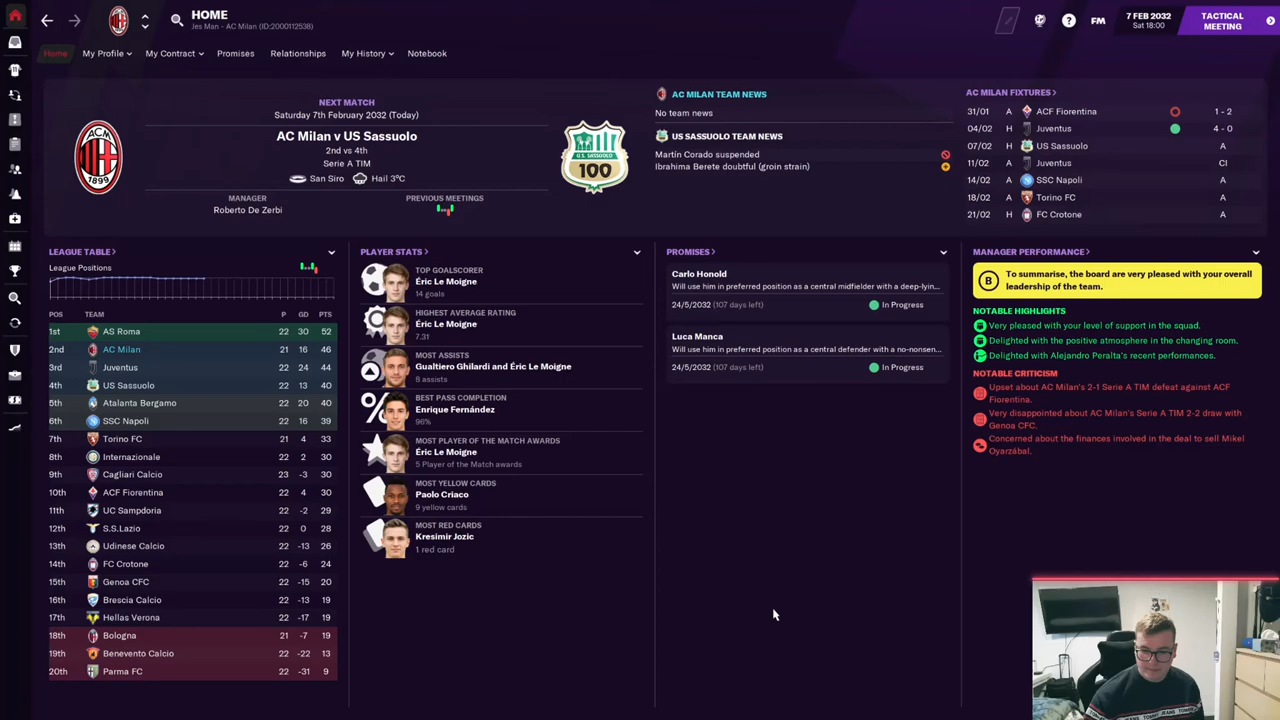 HOME
Jes Man - AC Milan (ID:2000112538)
FM
7 FEB 2032
Sat 18:00
TACTICAL
MEETING
Home
My Profile
My Contract
Promises
Relationships
My History
Notebook
NEXT MATCH
Saturday 7th February 2032 (Today)
AC Milan v US Sassuolo
2nd vs 4th
Serie A TIM
San Siro
Hail 3°C
MANAGER
Roberto De Zerbi
PREVIOUS MEETINGS
ACM
1899
U.S. SASSUOLO
100
AC MILAN TEAM NEWS
No team news
US SASSUOLO TEAM NEWS
Martín Corado suspended
Ibrahima Berete doubtful (groin strain)
AC MILAN FIXTURES
31/01 A ACF Fiorentina 1 - 2
04/02 H Juventus 4 - 0
07/02 H US Sassuolo A
11/02 A Juventus CI
14/02 A SSC Napoli A
18/02 A Torino FC A
21/02 H FC Crotone A
LEAGUE TABLE
League Positions
POS TEAM P GD PTS
1st AS Roma 22 30 52
2nd AC Milan 21 16 46
3rd Juventus 22 24 44
4th US Sassuolo 22 13 40
5th Atalanta Bergamo 22 20 40
6th SSC Napoli 22 16 39
7th Torino FC 21 4 33
8th Internazionale 22 2 30
9th Cagliari Calcio 23 -3 30
10th ACF Fiorentina 22 4 30
11th UC Sampdoria 22 -2 29
12th S.S.Lazio 22 0 28
13th Udinese Calcio 22 -13 26
14th FC Crotone 22 -6 24
15th Genoa CFC 22 -15 20
16th Brescia Calcio 22 -13 19
17th Hellas Verona 22 -17 19
18th Bologna 21 -7 19
19th Benevento Calcio 22 -22 13
20th Parma FC 22 -31 9
PLAYER STATS
TOP GOALSCORER
Éric Le Moigne
14 goals
HIGHEST AVERAGE RATING
Éric Le Moigne
7.31
MOST ASSISTS
Gualtiero Ghilardi and Éric Le Moigne
8 assists
BEST PASS COMPLETION
Enrique Fernández
96%
MOST PLAYER OF THE MATCH AWARDS
Éric Le Moigne
5 Player of the Match awards
MOST YELLOW CARDS
Paolo Criaco
9 yellow cards
MOST RED CARDS
Kresimir Jozic
1 red card
PROMISES
Carlo Honold
Will use him in preferred position as a central midfielder with a deep-lyin...
24/5/2032 (107 days left) In Progress
Luca Manca
Will use him in preferred position as a central defender with a no-nonsen...
24/5/2032 (107 days left) In Progress
MANAGER PERFORMANCE
B
To summarise, the board are very pleased with your overall
leadership of the team.
NOTABLE HIGHLIGHTS
Very pleased with your level of support in the squad.
Delighted with the positive atmosphere in the changing room.
Delighted with Alejandro Peralta's recent performances.
NOTABLE CRITICISM
Upset about AC Milan's 2-1 Serie A TIM defeat against ACF
Fiorentina.
Very disappointed about AC Milan's Serie A TIM 2-2 draw with
Genoa CFC.
Concerned about the finances involved in the deal to sell Mikel
Oyarzábal.